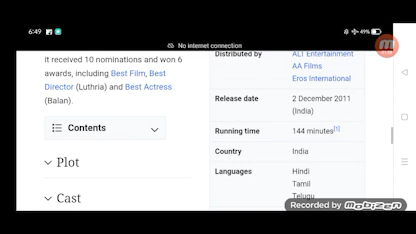 6:49
49%
No internet connection
it received 10 nominations and won 6
awards, including Best Film, Best
Director (Luthria) and Best Actress
(Balan).
Contents
Plot
Cast
Distributed by
ALT Entertainment
AA Films
Eros International
Release date
2 December 2011
(India)
Running time
144 minutes[1]
Country
India
Languages
Hindi
Tamil
Telugu
Recorded by
MOBIZEN